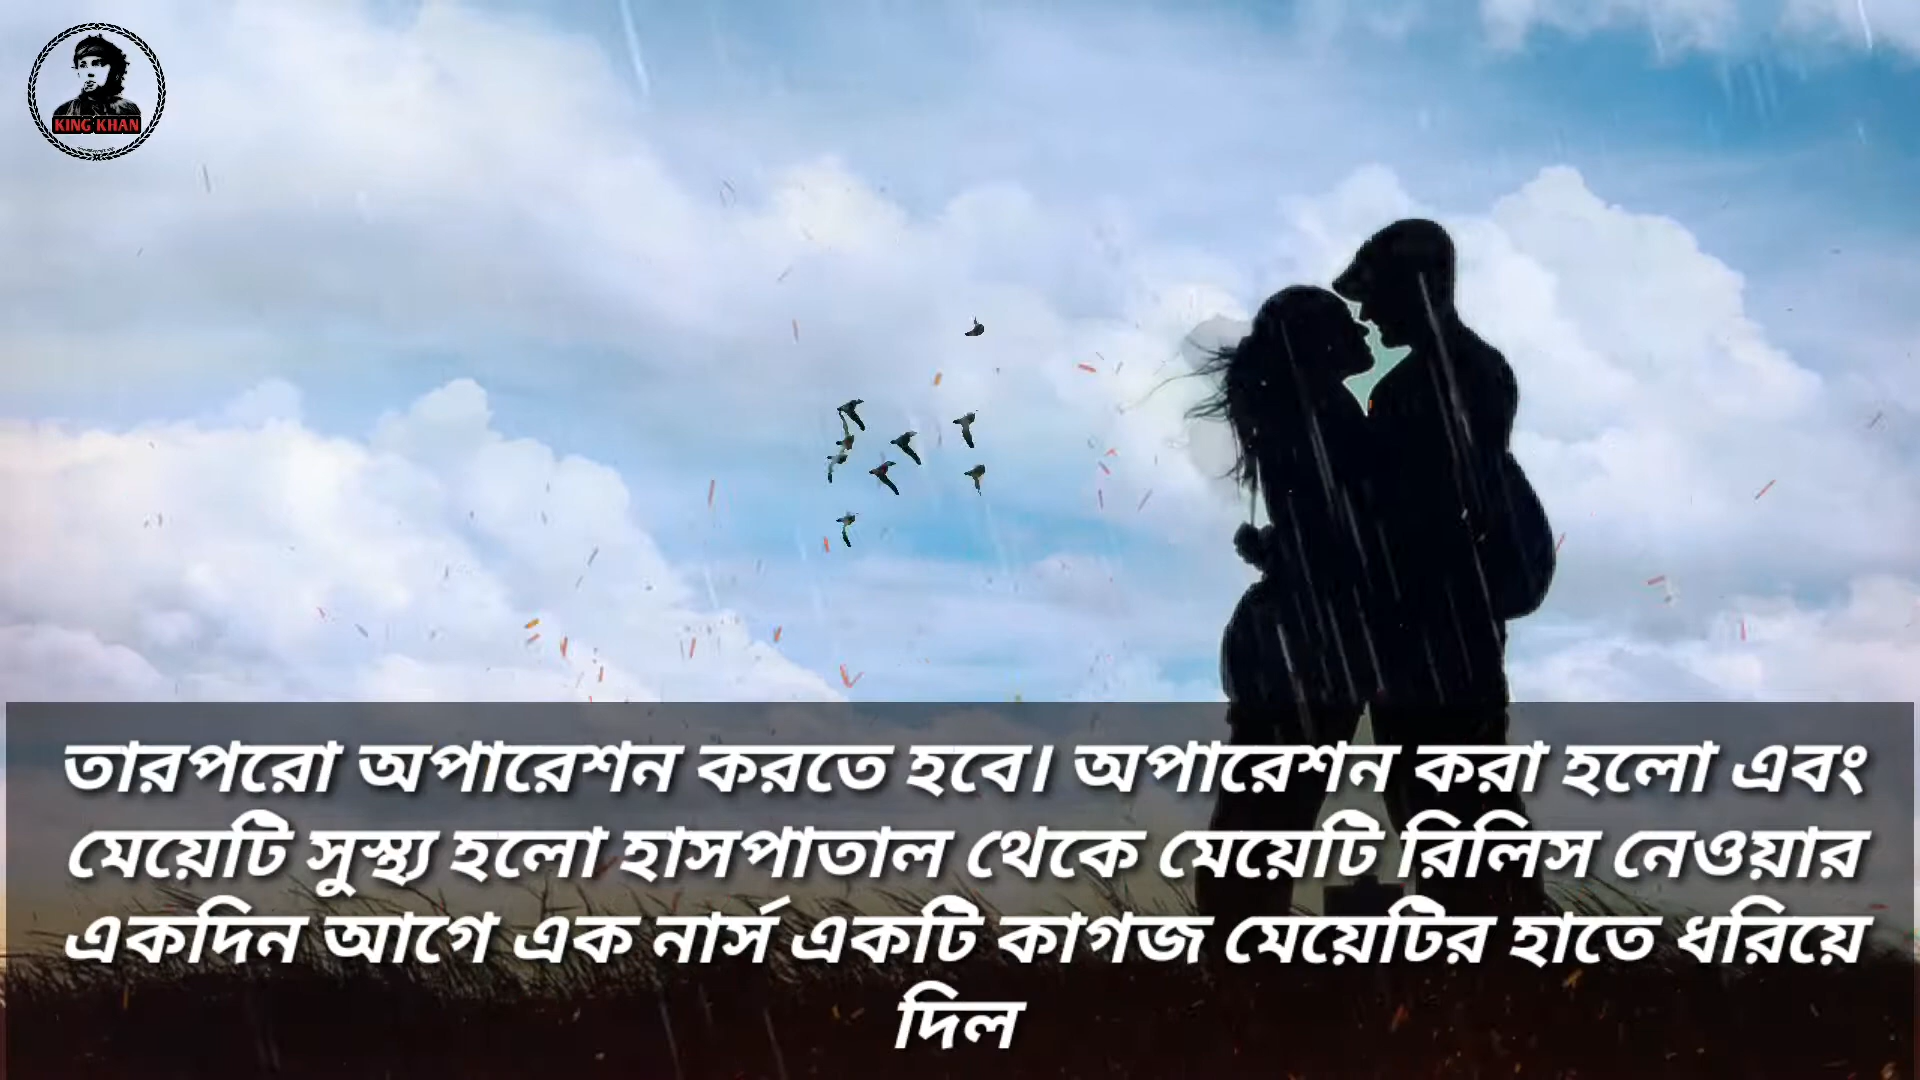 KING KHAN
তারপরো অপারেশন করতে হবে। অপারেশন করা হলো এবং
মেয়েটি সুস্থ্য হলো হাসপাতাল থেকে মেয়েটি রিলিস নেওয়ার
একদিন আগে এক নার্স একটি কাগজ মেয়েটির হাতে ধরিয়ে
দিল